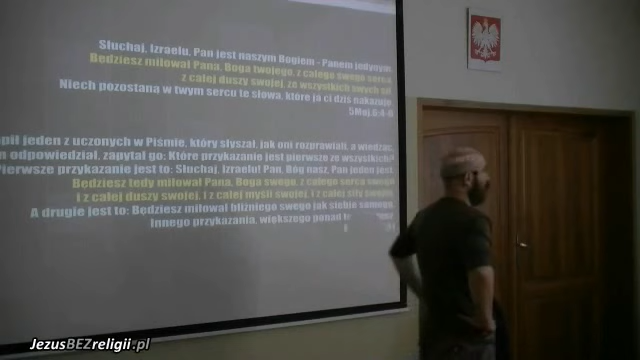 Słuchaj, Izraelu, Pan jest naszym Bogiem - Panem jedynym
Będziesz miłował Pana, Boga twojego, z całego swego serca
z całej duszy swojej, ze wszystkich swych sił
Niech pozostaną w twym sercu te słowa, które ja ci dziś nakazuję
5Moj 6:4-6
jeden z uczonych w Piśmie, który słyszał, jak oni rozprawiali, a wiedząc,
odpowiedział, zapytał go: Które przykazanie jest pierwsze ze wszystkich?
Pierwsze przykazanie jest to: Słuchaj, Izraelu! Pan, Bóg nasz, Pan jeden jest
Będziesz tedy miłował Pana, Boga swego, z całego serca swego
i z całej duszy swojej, i z całej myśli swojej, i z całej siły swojej
A drugie jest to: Będziesz miłował bliźniego swego jak siebie samego
Innego przykazania, większego ponad
JezusBEZreligii.pl